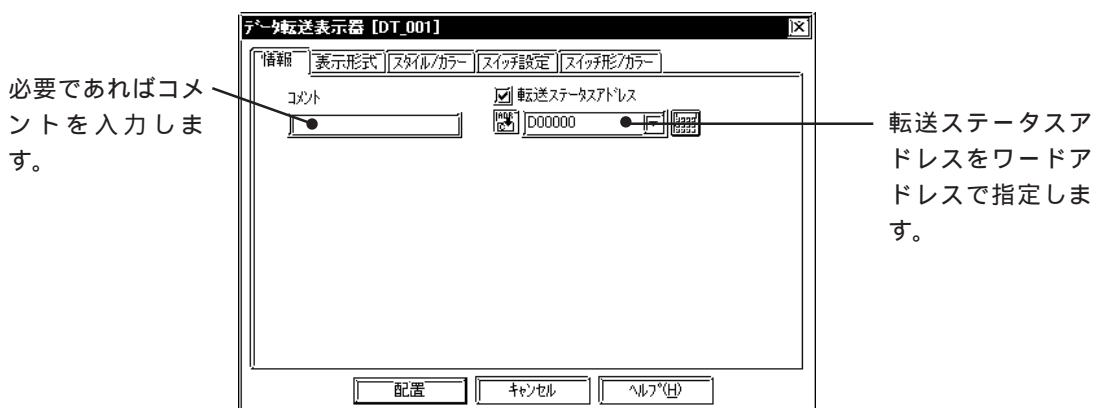 データ転送表示器 [DT_001]
情報 表示形式 スタイル/カラー スイッチ設定 スイッチ形/カラー
必要であればコメ
ントを入力しま
す。
コメント
転送ステータスアドレス
D00000
転送ステータスア
ドレスをワードア
ドレスで指定しま
す。
配置 キャンセル ヘルプ(H)